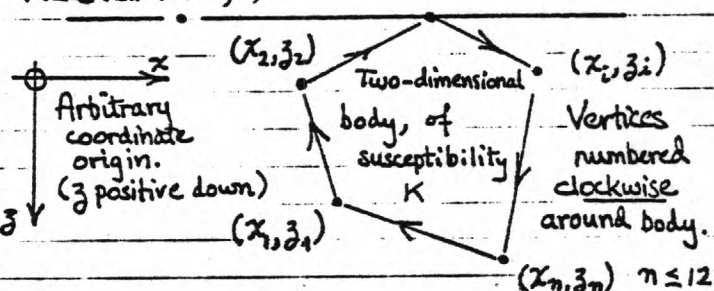 (x₂,z₂)
(xᵢ,zᵢ)
x
Arbitrary
coordinate
origin.
(z positive down)
z
Two-dimensional
body, of
susceptibility
K
Vertices
numbered
clockwise
around body.
(x₁,z₁)
(xₙ,zₙ) n ≤ 12